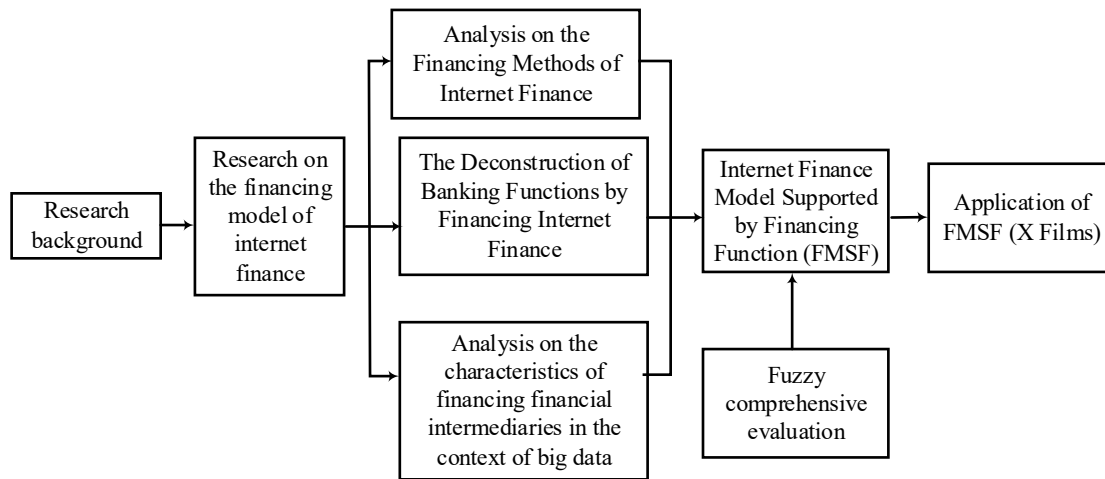 Research
background
Research on
the financing
model of
internet
finance
Analysis on the
Financing Methods of
Internet Finance
The Deconstruction of
Banking Functions by
Financing Internet
Finance
Analysis on the
characteristics of
financing financial
intermediaries in the
context of big data
Internet Finance
Model Supported
by Financing
Function (FMSF)
Fuzzy
comprehensive
evaluation
Application of
FMSF (X Films)